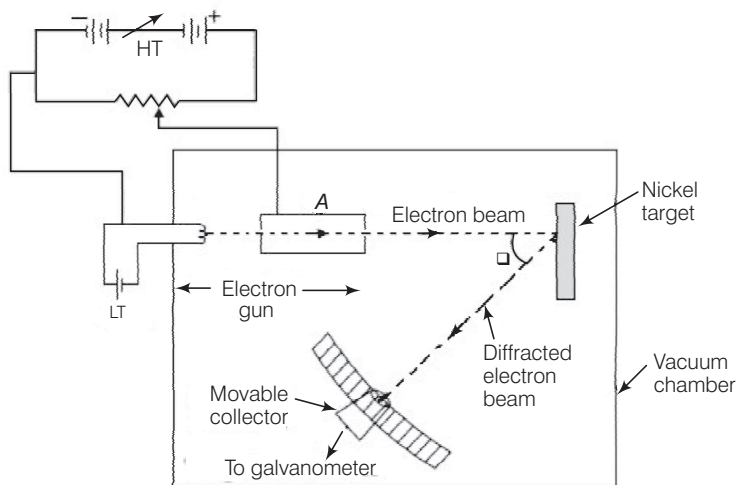 − +
HT
A
Nickel
target
Electron beam
LT
Electron
gun
Diffracted
electron
beam
Vacuum
chamber
Movable
collector
To galvanometer